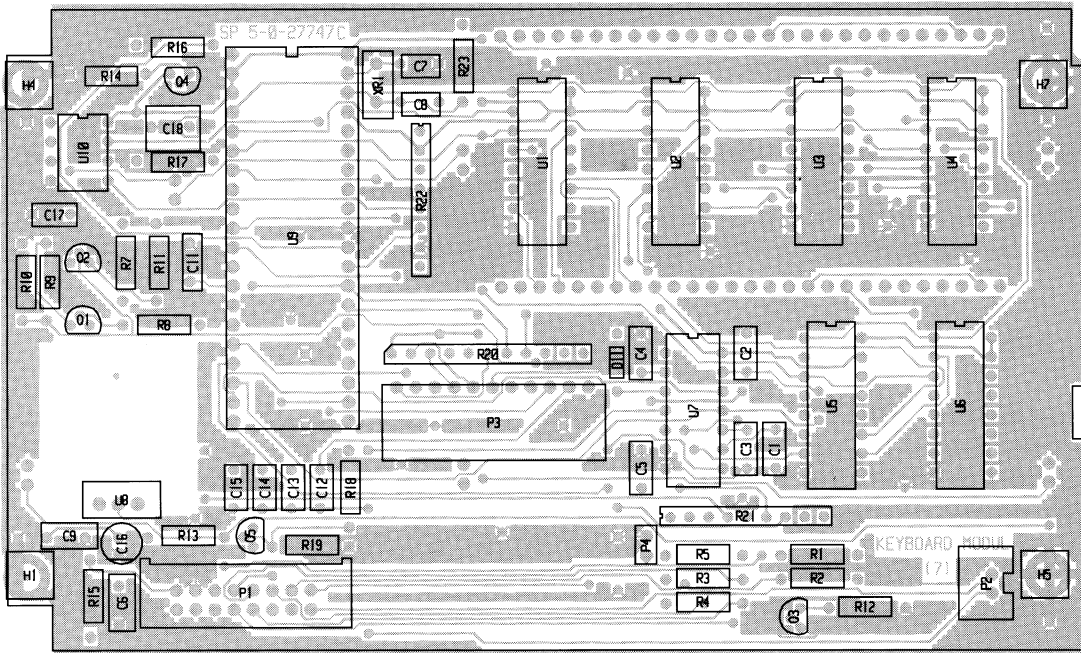 SP 5-0-27747C
R16
R14
Q4
XR1
C7
R23
H4
H7
C8
C18
U10
R17
R22
U1
U2
U3
U4
C17
U9
Q2
R7
R11
C11
R10
R9
Q1
R8
R20
D11
C4
C2
P3
U7
U5
U6
C3
C1
C5
C15
C14
C13
C12
R18
U8
C9
C16
R13
Q5
R19
R21
P4
R5
R1
KEYBOARD MODUL
(7)
H1
R15
C6
P1
R3
R2
R4
Q3
R12
P2
H6